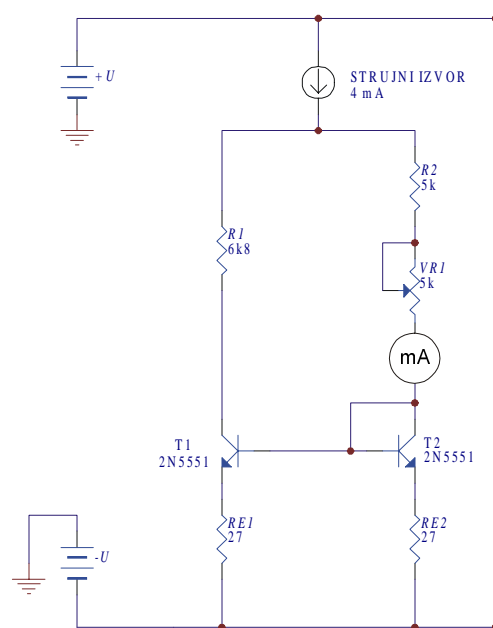 +U
STRUJNI IZVOR
4 mA
R2
5k
R1
6k8
VR1
5k
mA
T1
2N5551
T2
2N5551
RE1
27
RE2
27
-U